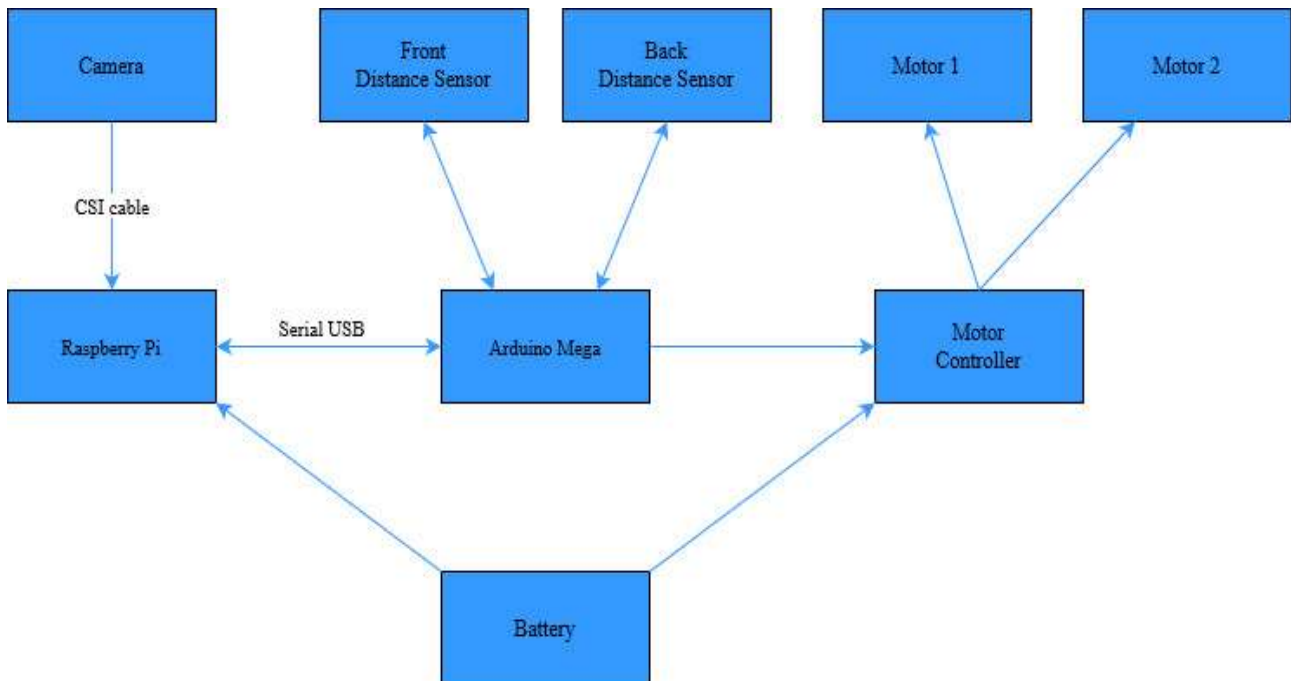 Camera
Front
Distance Sensor
Back
Distance Sensor
Motor 1
Motor 2
CSI cable
Raspberry Pi
Serial USB
Arduino Mega
Motor
Controller
Battery